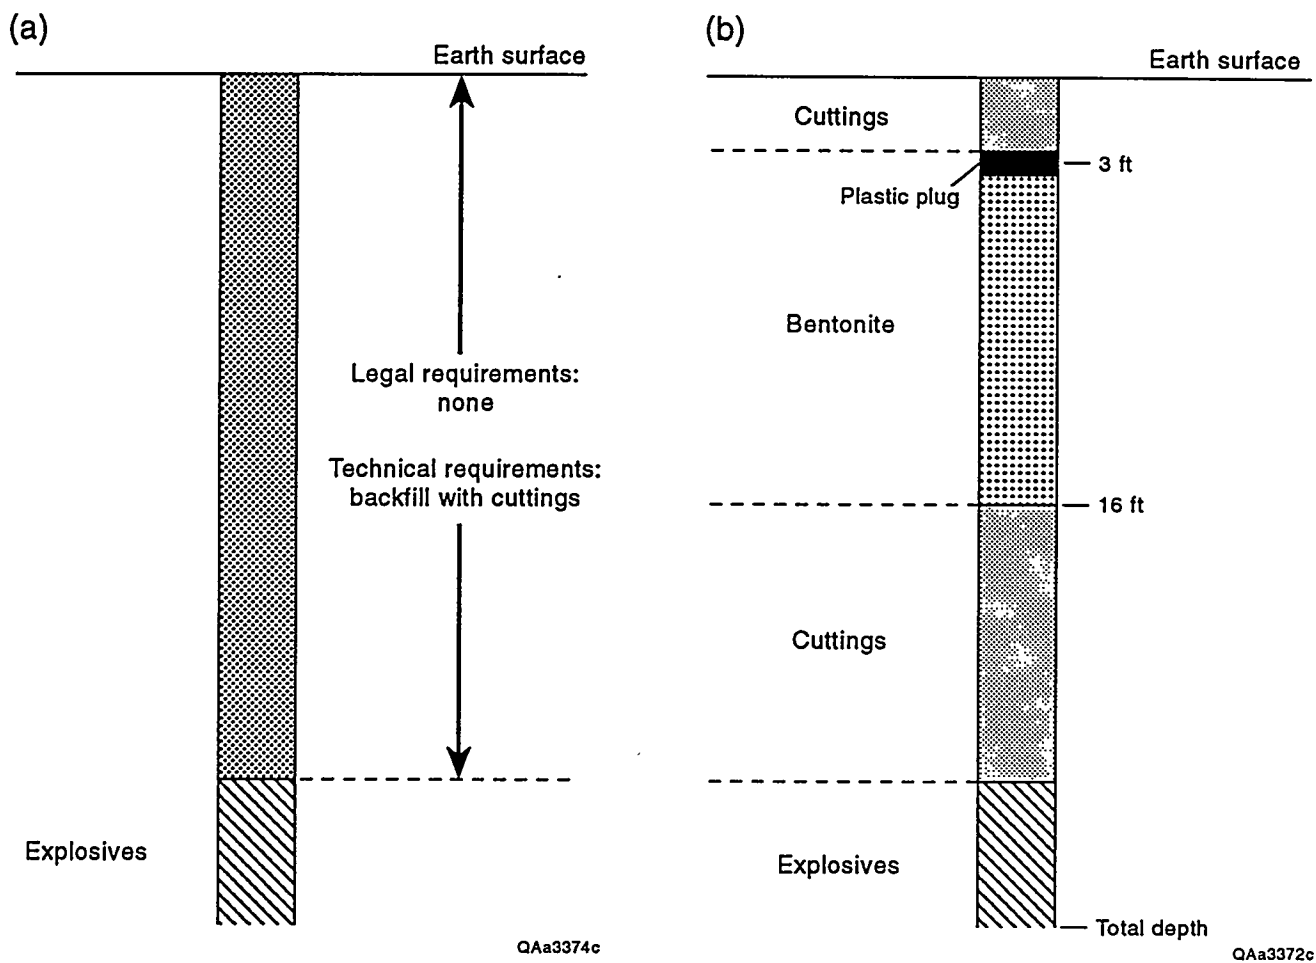 (a)
Earth surface
Legal requirements:
none
Technical requirements:
backfill with cuttings
Explosives
QAa3374c
(b)
Earth surface
Cuttings
3 ft
Plastic plug
Bentonite
16 ft
Cuttings
Explosives
Total depth
QAa3372c